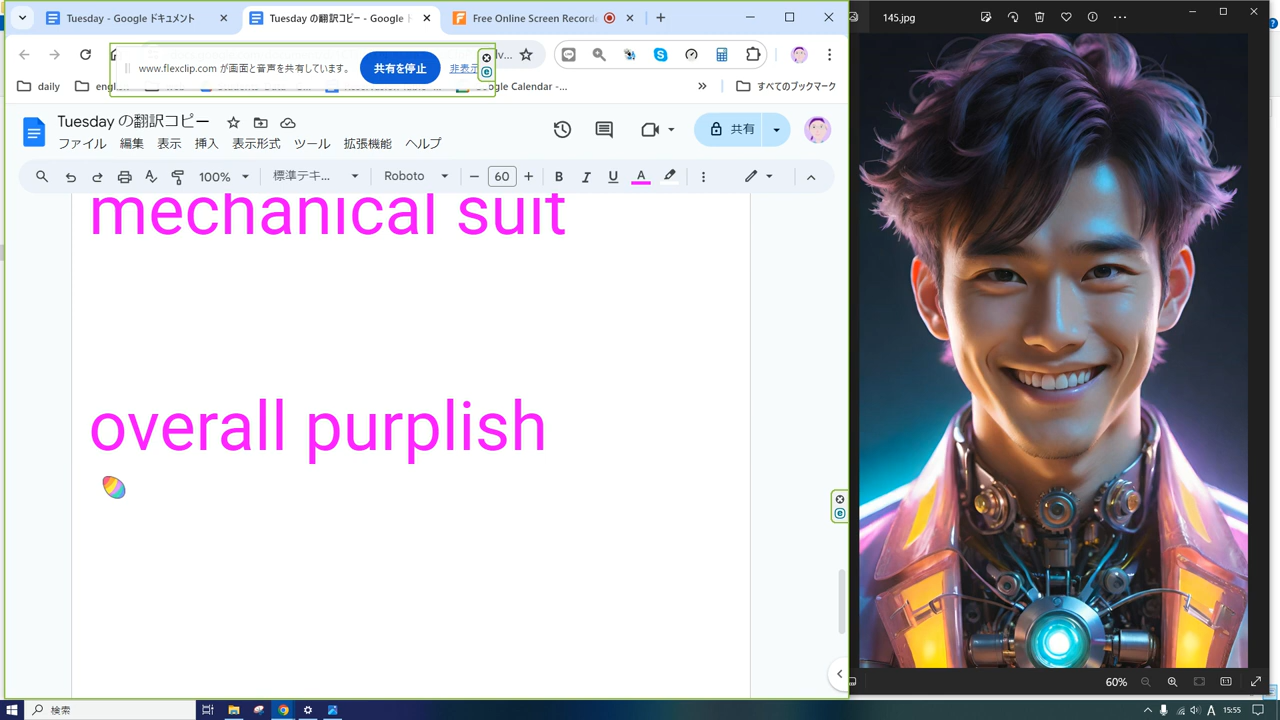 Tuesday - Google ドキュメント
Tuesday の翻訳コピー - Google
Free Online Screen Record
145.jpg
www.flexclip.com が画面と音声を共有しています。
共有を停止
非表示
daily
Google Calendar -...
すべてのブックマーク
Tuesday の翻訳コピー
ファイル 編集 表示 挿入 表示形式 ツール 拡張機能 ヘルプ
共有
100%
標準テキ...
Roboto
60
B I U A
mechanical suit
overall purplish
60%
検索
A 15:55